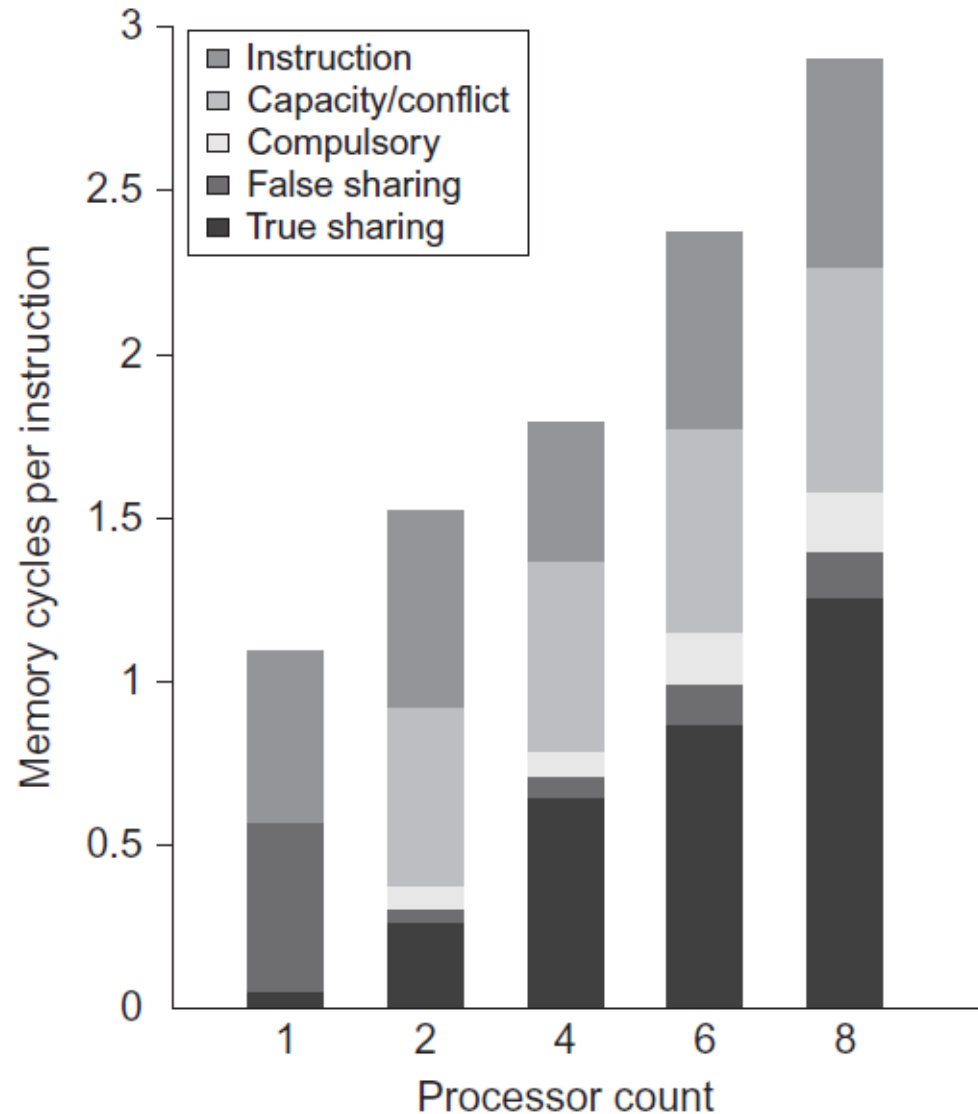 3
Instruction
Capacity/conflict
Compulsory
2.5
False sharing
True sharing
2
1.5
1
0.5
0
Memory cycles per instruction
1 2 4 6 8
Processor count